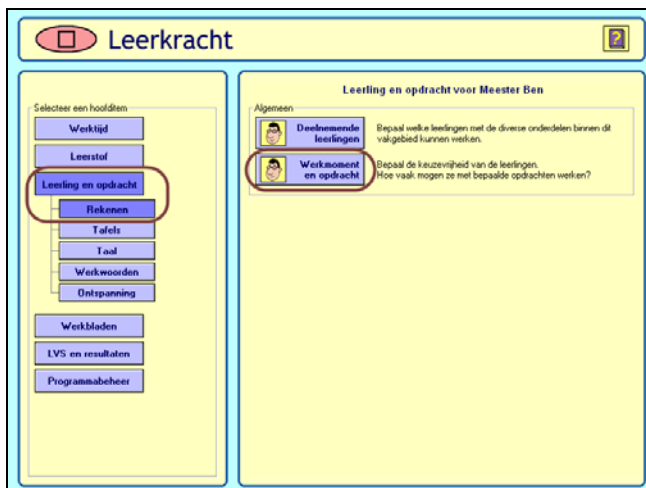 Leerkracht
Selecteer een hoofditem
Werktijd
Leerstof
Leerling en opdracht
Rekenen
Tafels
Taal
Werkwoorden
Ontspanning
Werkbladen
LVS en resultaten
Programmabeheer
Leerling en opdracht voor Meester Ben
Algemeen
Deelnemende
leerlingen
Bepaal welke leerlingen met de diverse onderdelen binnen dit
vakgebied kunnen werken.
Werkmoment
en opdracht
Bepaal de keuzevrijheid van de leerlingen.
Hoe vaak mogen ze met bepaalde opdrachten werken?